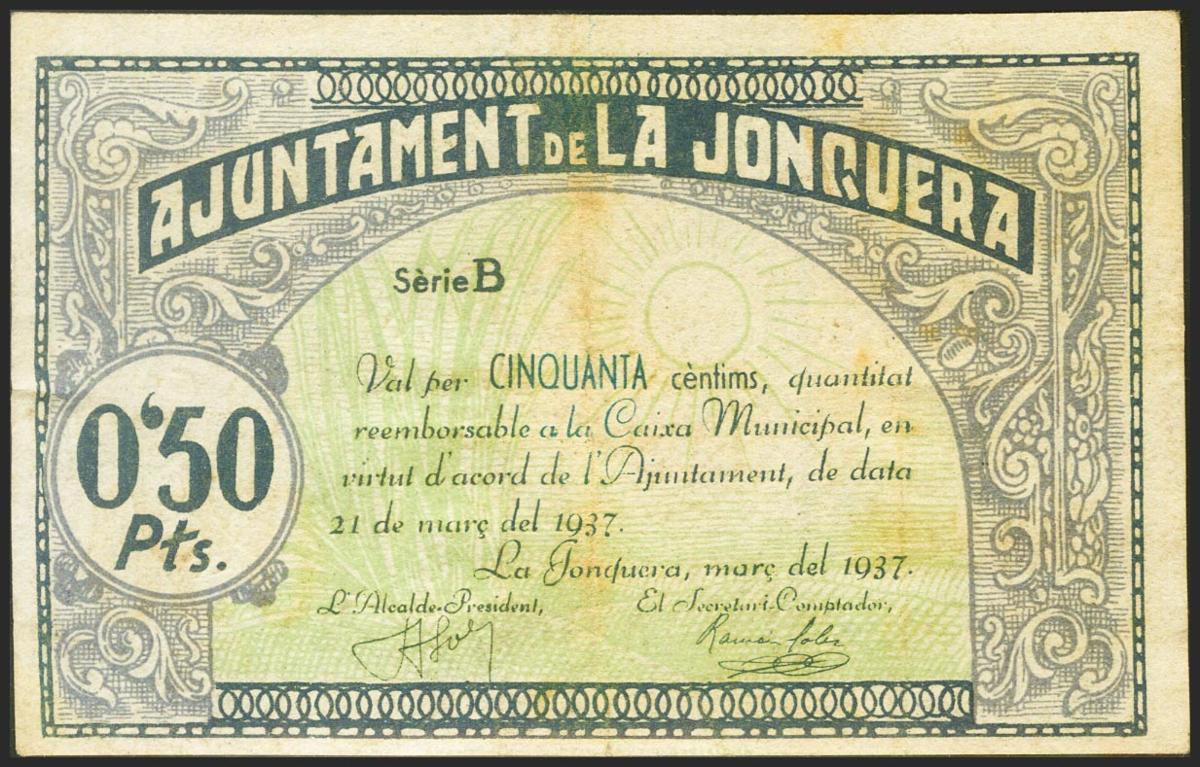 AJUNTAMENT DE LA JONQUERA
Sèrie B
0'50
Pts.
Val per CINQUANTA cèntims, quantitat
reemborsable a la Caixa Municipal, en
virtut d'acord de l'Ajuntament, de data
21 de març del 1937.
La Jonquera, març del 1937.
L'Alcalde-President, El Secretari-Comptador,